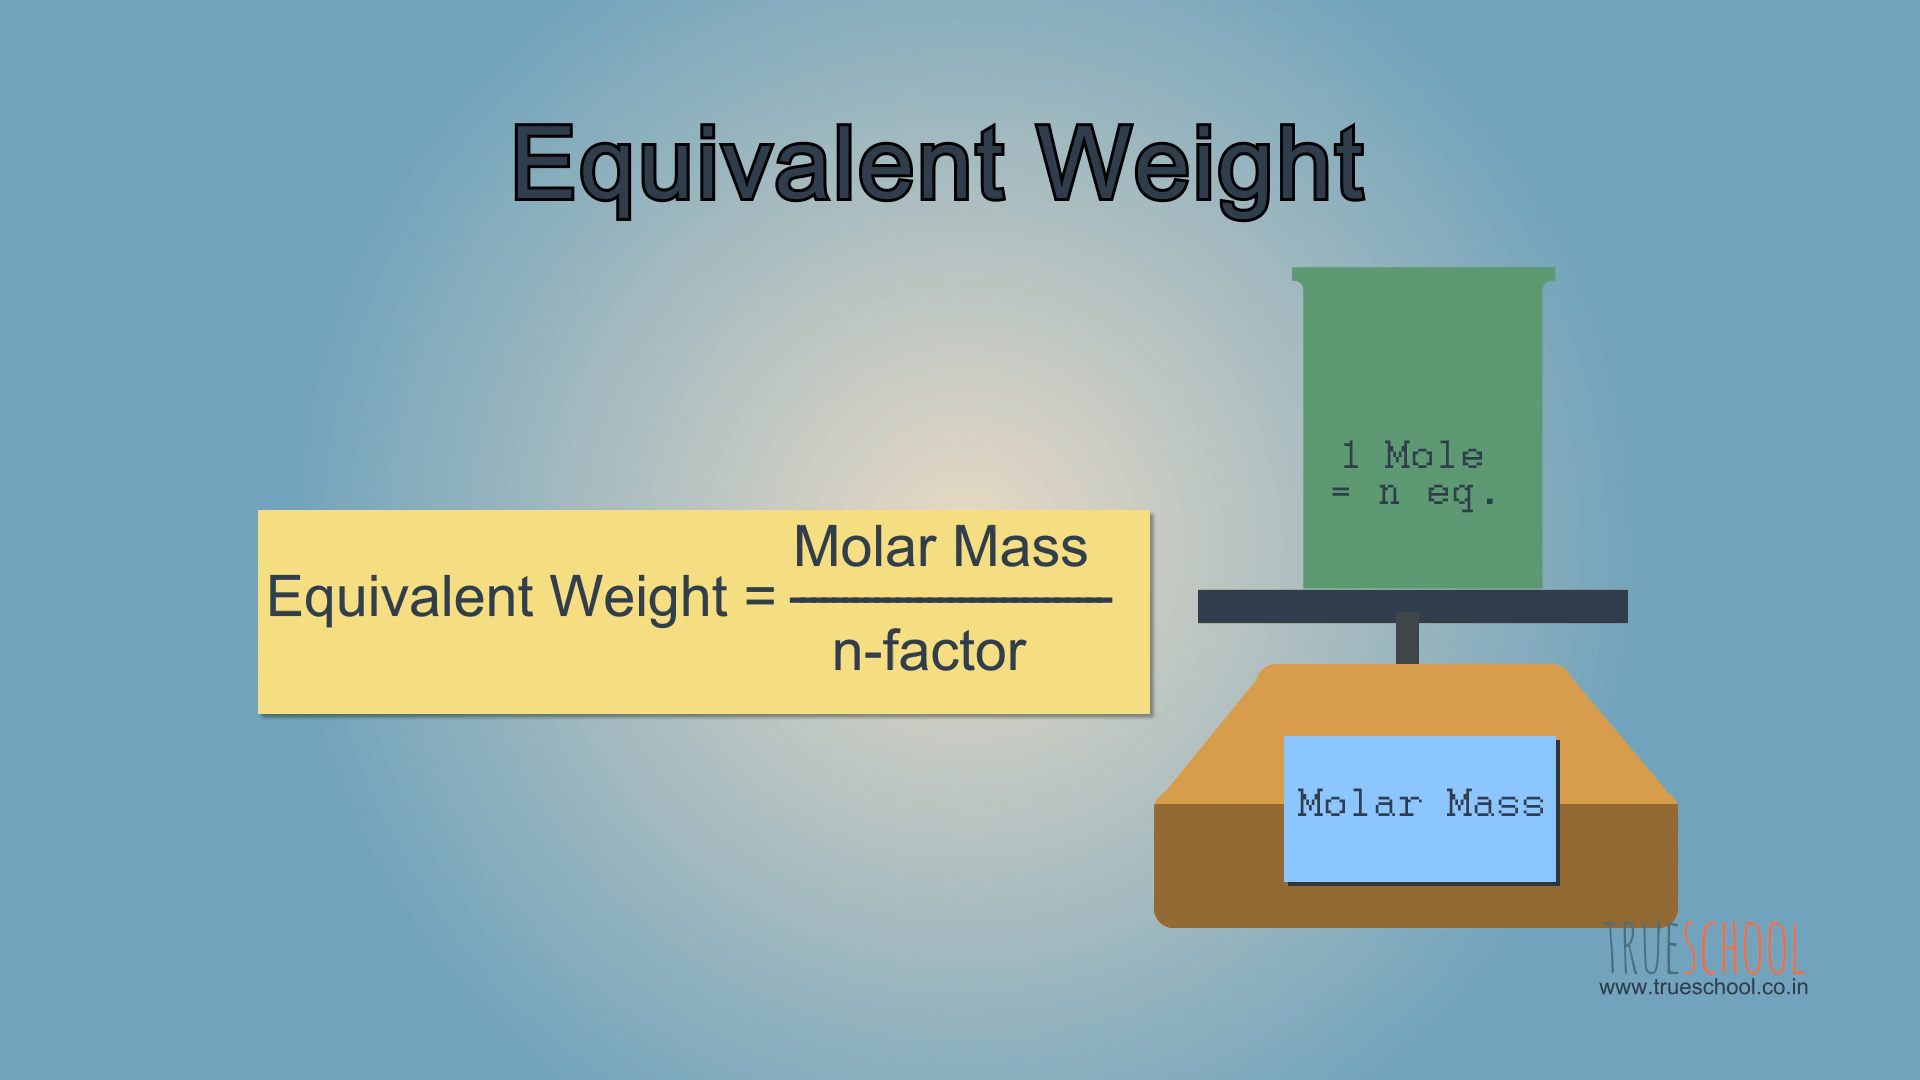 Equivalent Weight
1 Mole
= n eq.
Molar Mass
Equivalent Weight =
n-factor
Molar Mass
TRUESCHOOL
www.trueschool.co.in